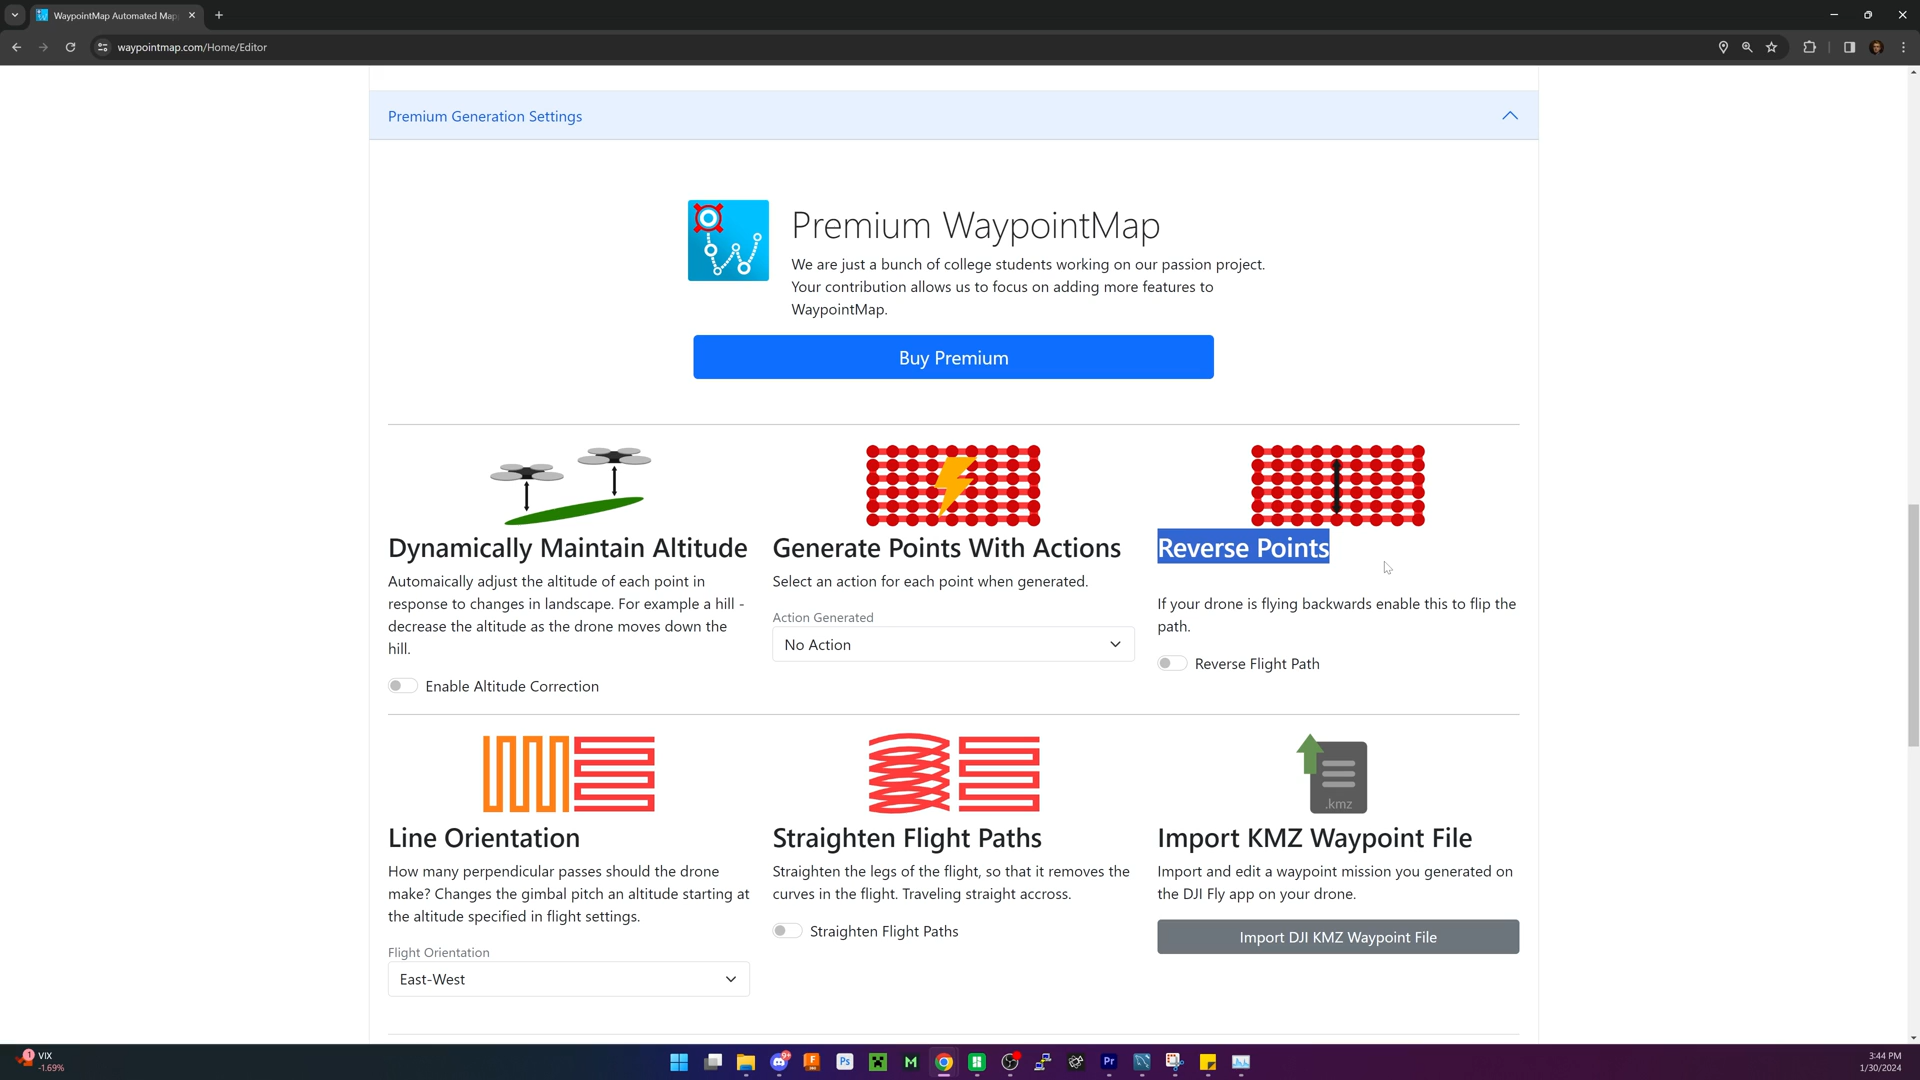 WaypointMap Automated Map
waypointmap.com/Home/Editor
Premium Generation Settings
Premium WaypointMap
We are just a bunch of college students working on our passion project.
Your contribution allows us to focus on adding more features to
WaypointMap.
Buy Premium
Dynamically Maintain Altitude
Automaically adjust the altitude of each point in
response to changes in landscape. For example a hill -
decrease the altitude as the drone moves down the
hill.
Enable Altitude Correction
Generate Points With Actions
Select an action for each point when generated.
Action Generated
No Action
Reverse Points
If your drone is flying backwards enable this to flip the
path.
Reverse Flight Path
Line Orientation
How many perpendicular passes should the drone
make? Changes the gimbal pitch an altitude starting at
the altitude specified in flight settings.
Flight Orientation
East-West
Straighten Flight Paths
Straighten the legs of the flight, so that it removes the
curves in the flight. Traveling straight accross.
Straighten Flight Paths
.kmz
Import KMZ Waypoint File
Import and edit a waypoint mission you generated on
the DJI Fly app on your drone.
Import DJI KMZ Waypoint File
1
VIX
-1.69%
Ps
M
Pr
3:44 PM
1/30/2024